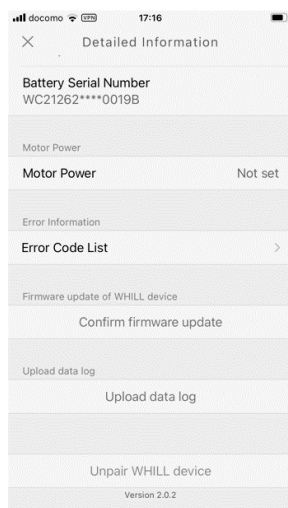 docomo VPN 17:16
Detailed Information
Battery Serial Number
WC21262****0019B
Motor Power
Motor Power Not set
Error Information
Error Code List
Firmware update of WHILL device
Confirm firmware update
Upload data log
Upload data log
Unpair WHILL device
Version 2.0.2